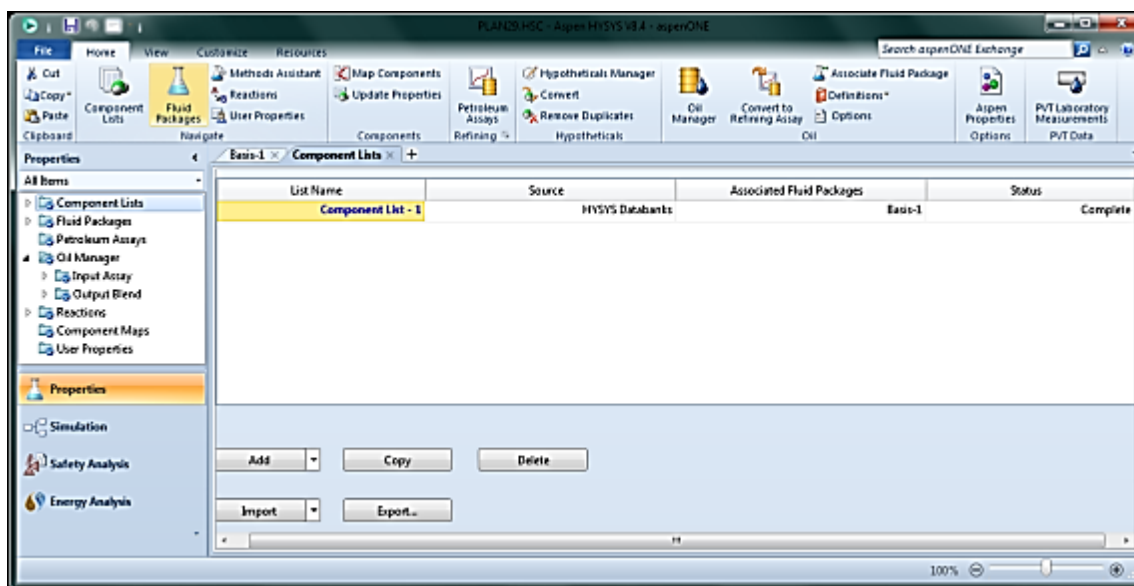 PLAN29.HSC - Aspen HYSYS V8.4 - aspenONE
File Home View Customize Resources Search aspenONE Exchange
Cut
Copy
Paste
Clipboard
Component Lists
Fluid Packages
Methods Assistant
Reactions
User Properties
Navigate
Map Components
Update Properties
Components
Petroleum Assays
Refining
Hypotheticals Manager
Convert
Remove Duplicates
Hypotheticals
Oil Manager
Convert to Refining Assay
Associate Fluid Package
Definitions
Options
Oil
Aspen Properties
Options
PVT Laboratory Measurements
PVT Data
Properties
All Items
Component Lists
Fluid Packages
Petroleum Assays
Oil Manager
Input Assay
Output Blend
Reactions
Component Maps
User Properties
Properties
Simulation
Safety Analysis
Energy Analysis
Basis-1 Component Lists +
List Name Source Associated Fluid Packages Status
Component List - 1 HYSYS Databanks Basis-1 Complete
Add Copy Delete
Import Export...
100%